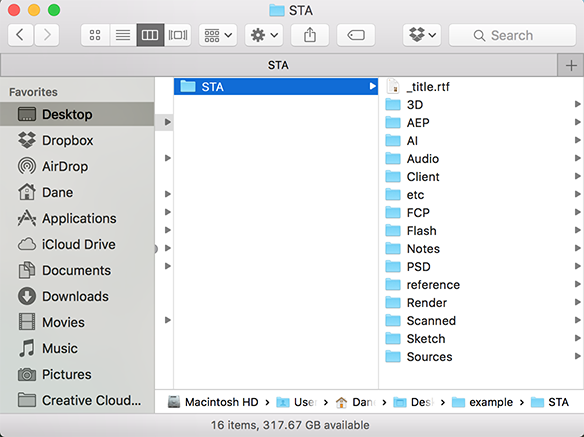 STA
Search
STA
Favorites
Desktop
Dropbox
AirDrop
Dane
Applications
iCloud Drive
Documents
Downloads
Movies
Music
Pictures
Creative Cloud...
STA
_title.rtf
3D
AEP
AI
Audio
Client
etc
FCP
Flash
Notes
PSD
reference
Render
Scanned
Sketch
Sources
Macintosh HD Use Dan Des example STA
16 items, 317.67 GB available